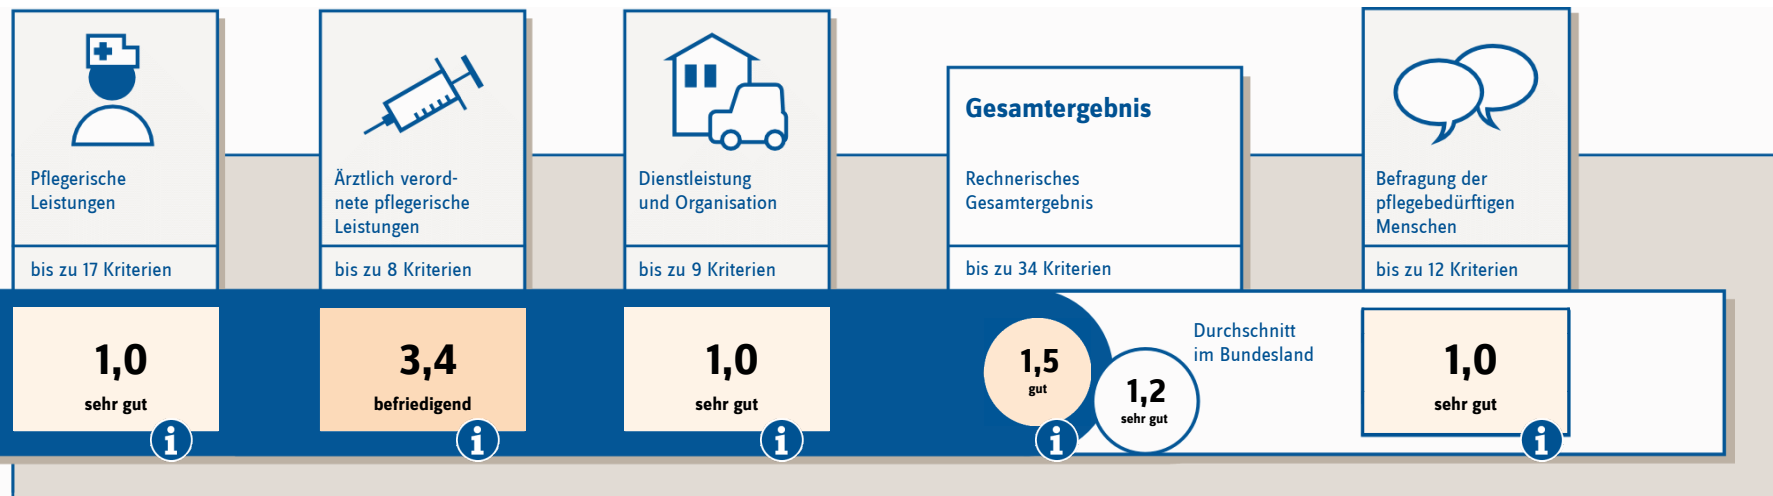 Pflegerische
Leistungen
bis zu 17 Kriterien
1,0
sehr gut
i
Ärztlich verord-
nete pflegerische
Leistungen
bis zu 8 Kriterien
3,4
befriedigend
i
Dienstleistung
und Organisation
bis zu 9 Kriterien
1,0
sehr gut
i
Gesamtergebnis
Rechnerisches
Gesamtergebnis
bis zu 34 Kriterien
1,5
gut
i
Durchschnitt
im Bundesland
1,2
sehr gut
Befragung der
pflegebedürftigen
Menschen
bis zu 12 Kriterien
1,0
sehr gut
i